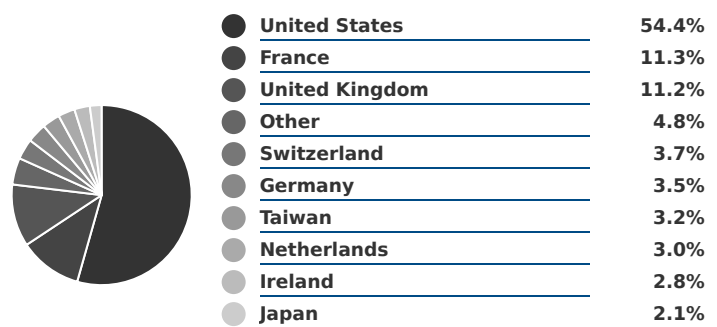 United States 54.4%
France 11.3%
United Kingdom 11.2%
Other 4.8%
Switzerland 3.7%
Germany 3.5%
Taiwan 3.2%
Netherlands 3.0%
Ireland 2.8%
Japan 2.1%